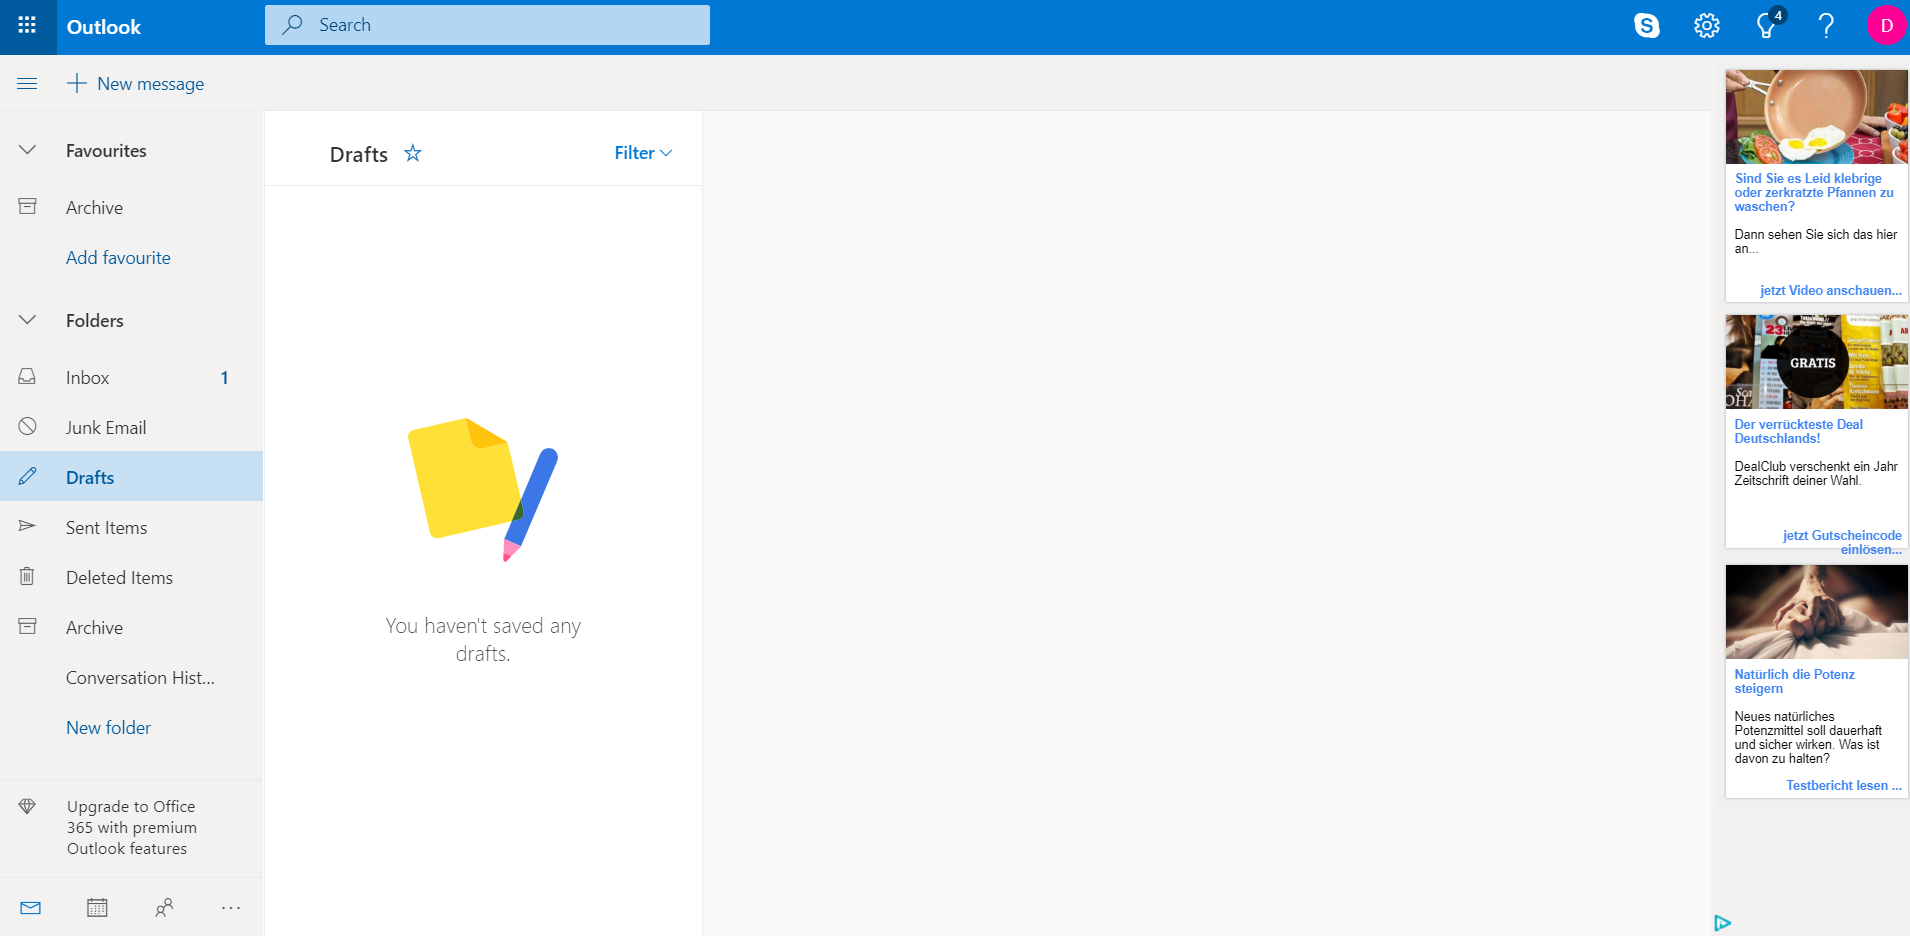 Outlook
Search
4
D
New message
Favourites
Archive
Add favourite
Folders
Inbox 1
Junk Email
Drafts
Sent Items
Deleted Items
Archive
Conversation Hist...
New folder
Upgrade to Office
365 with premium
Outlook features
Drafts
Filter
You haven't saved any
drafts.
Sind Sie es Leid klebrige
oder zerkratzte Pfannen zu
waschen?
Dann sehen Sie sich das hier
an...
jetzt Video anschauen...
23
GRATIS
Der verrückteste Deal
Deutschlands!
DealClub verschenkt ein Jahr
Zeitschrift deiner Wahl.
jetzt Gutscheincode
einlösen...
Natürlich die Potenz
steigern
Neues natürliches
Potenzmittel soll dauerhaft
und sicher wirken. Was ist
davon zu halten?
Testbericht lesen ...